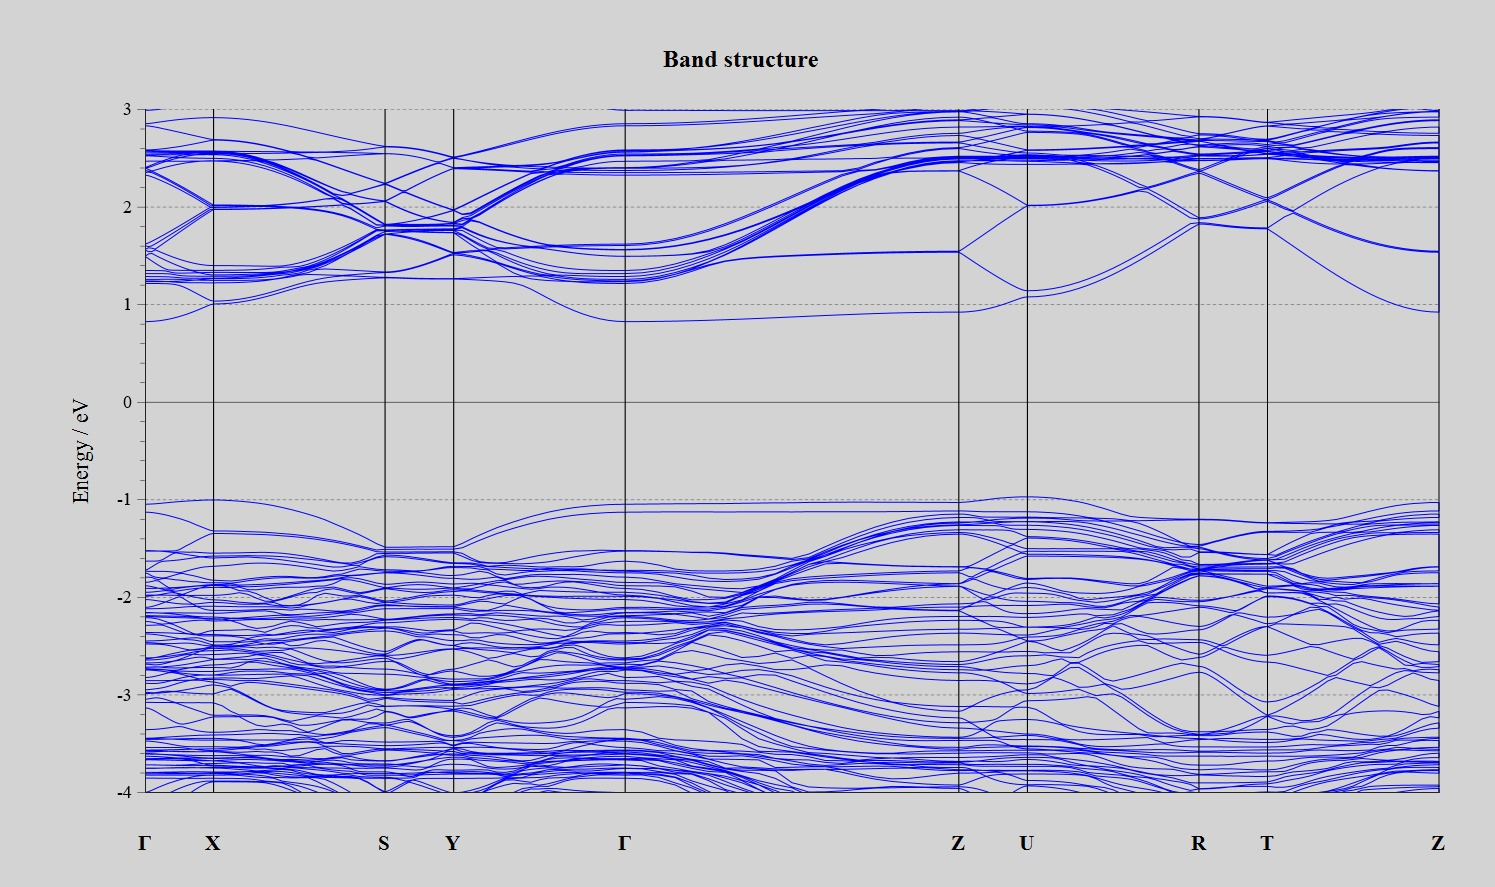 Band structure
3
2
1
0
-1
-2
-3
-4
Energy / eV
Γ X S Y Γ Z U R T Z